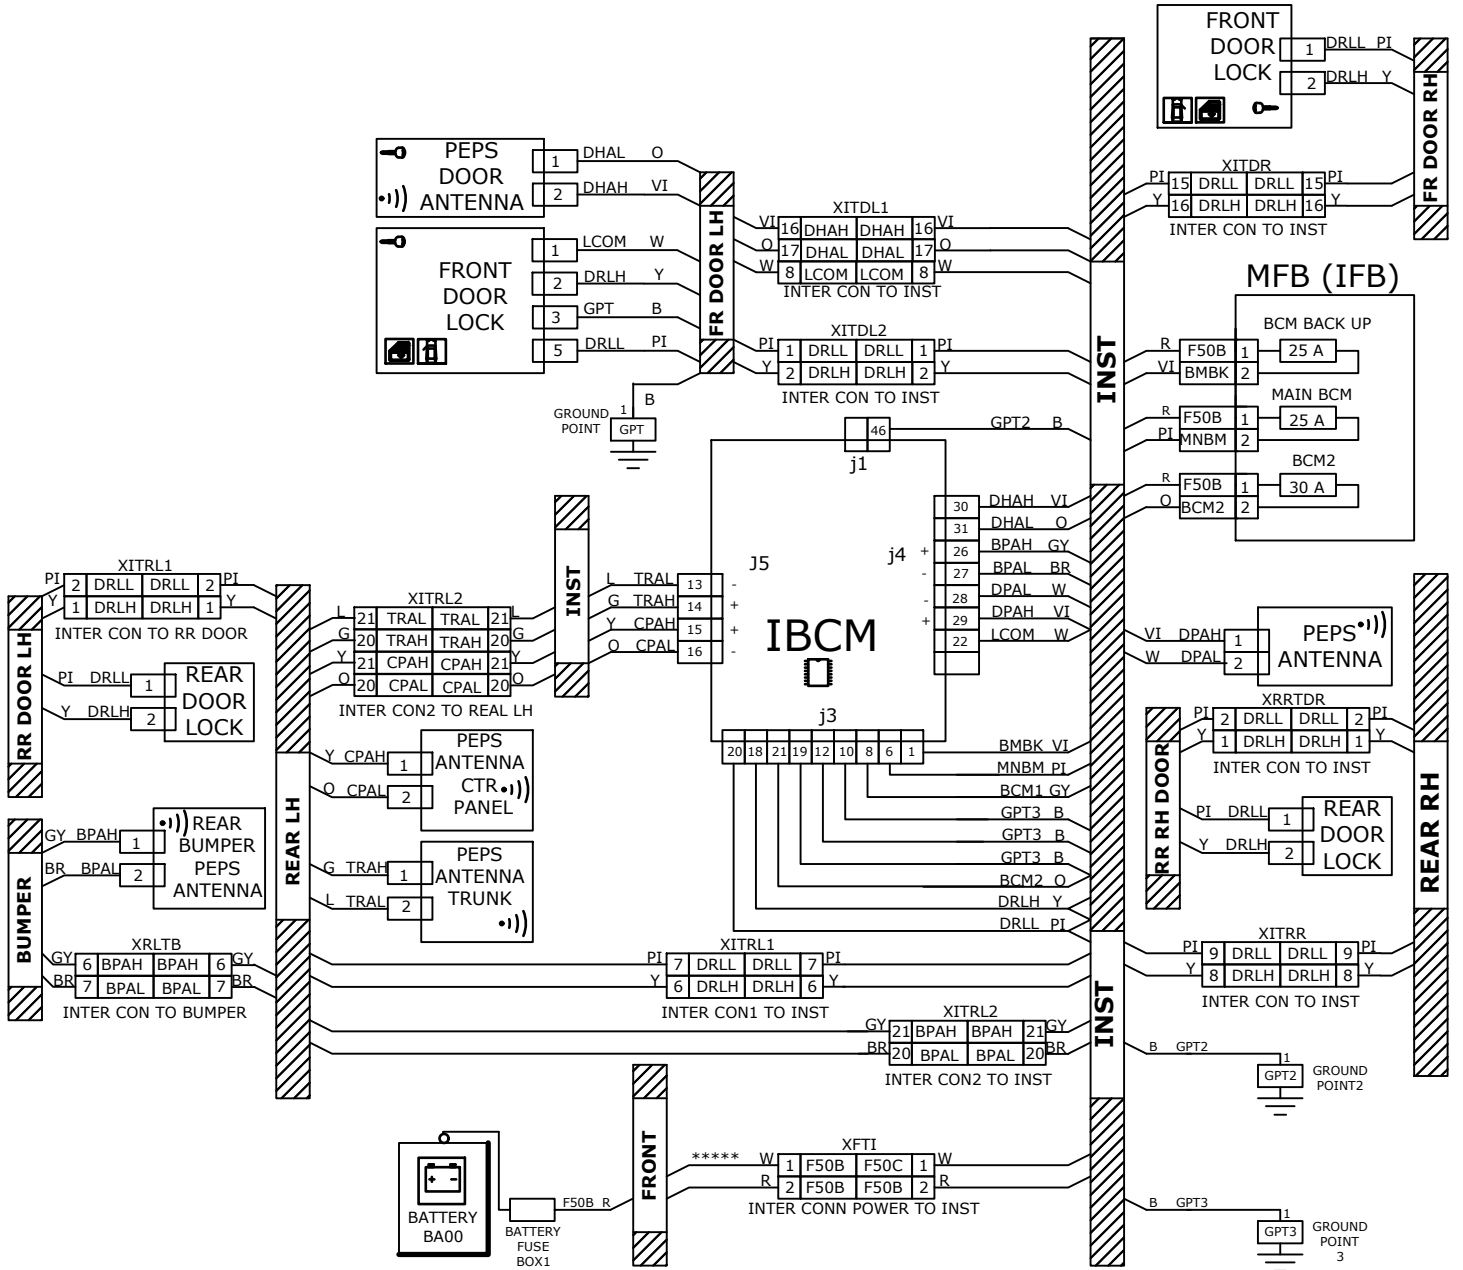 FRONT
DOOR
LOCK
1 DRLL PI
2 DRLH Y
FR DOOR RH
XITDR
PI 15 DRLL DRLL 15 PI
Y 16 DRLH DRLH 16 Y
INTER CON TO INST
PEPS
DOOR
ANTENNA
1 DHAL O
2 DHAH VI
FRONT
DOOR
LOCK
1 LCOM W
2 DRLH Y
3 GPT B
5 DRLL PI
FR DOOR LH
B
GROUND
POINT
1
GPT
XITDL1
VI 16 DHAH DHAH 16 VI
O 17 DHAL DHAL 17 O
W 8 LCOM LCOM 8 W
INTER CON TO INST
XITDL2
PI 1 DRLL DRLL 1 PI
Y 2 DRLH DRLH 2 Y
INTER CON TO INST
INST
MFB (IFB)
BCM BACK UP
R F50B 1 25 A
VI BMBK 2
MAIN BCM
R F50B 1 25 A
PI MNBM 2
BCM2
R F50B 1 30 A
O BCM2 2
46 GPT2 B
j1
J5
j4
IBCM
30 DHAH VI
31 DHAL O
+ 26 BPAH GY
- 27 BPAL BR
- 28 DPAL W
+ 29 DPAH VI
22 LCOM W
L TRAL 13 -
G TRAH 14 +
Y CPAH 15 +
O CPAL 16 -
j3
20 18 21 19 12 10 8 6 1
BMBK VI
MNBM PI
BCM1 GY
GPT3 B
GPT3 B
GPT3 B
BCM2 O
DRLH Y
DRLL PI
INST
XITRL2
L 21 TRAL TRAL 21 L
G 20 TRAH TRAH 20 G
Y 21 CPAH CPAH 21 Y
O 20 CPAL CPAL 20 O
INTER CON2 TO REAL LH
XITRL1
PI 2 DRLL DRLL 2 PI
Y 1 DRLH DRLH 1 Y
INTER CON TO RR DOOR
RR DOOR LH
PI DRLL 1
Y DRLH 2
REAR
DOOR
LOCK
REAR LH
Y CPAH 1
O CPAL 2
PEPS
ANTENNA
CTR
PANEL
G TRAH 1
L TRAL 2
PEPS
ANTENNA
TRUNK
BUMPER
GY BPAH 1
BR BPAL 2
REAR
BUMPER
PEPS
ANTENNA
XRLTB
GY 6 BPAH BPAH 6 GY
BR 7 BPAL BPAL 7 BR
INTER CON TO BUMPER
XITRL1
PI 7 DRLL DRLL 7 PI
Y 6 DRLH DRLH 6 Y
INTER CON1 TO INST
XITRL2
GY 21 BPAH BPAH 21 GY
BR 20 BPAL BPAL 20 BR
INTER CON2 TO INST
INST
VI DPAH 1
W DPAL 2
PEPS
ANTENNA
XRRTDR
PI 2 DRLL DRLL 2 PI
Y 1 DRLH DRLH 1 Y
INTER CON TO INST
RR RH DOOR
PI DRLL 1
Y DRLH 2
REAR
DOOR
LOCK
REAR RH
XITRR
PI 9 DRLL DRLL 9 PI
Y 8 DRLH DRLH 8 Y
INTER CON TO INST
B GPT2
1
GPT2
GROUND
POINT2
BATTERY
BA00
BATTERY
FUSE
BOX1
F50B R
FRONT
XFTI
***** W 1 F50B F50C 1 W
R 2 F50B F50B 2 R
INTER CONN POWER TO INST
B GPT3
1
GPT3
GROUND
POINT
3